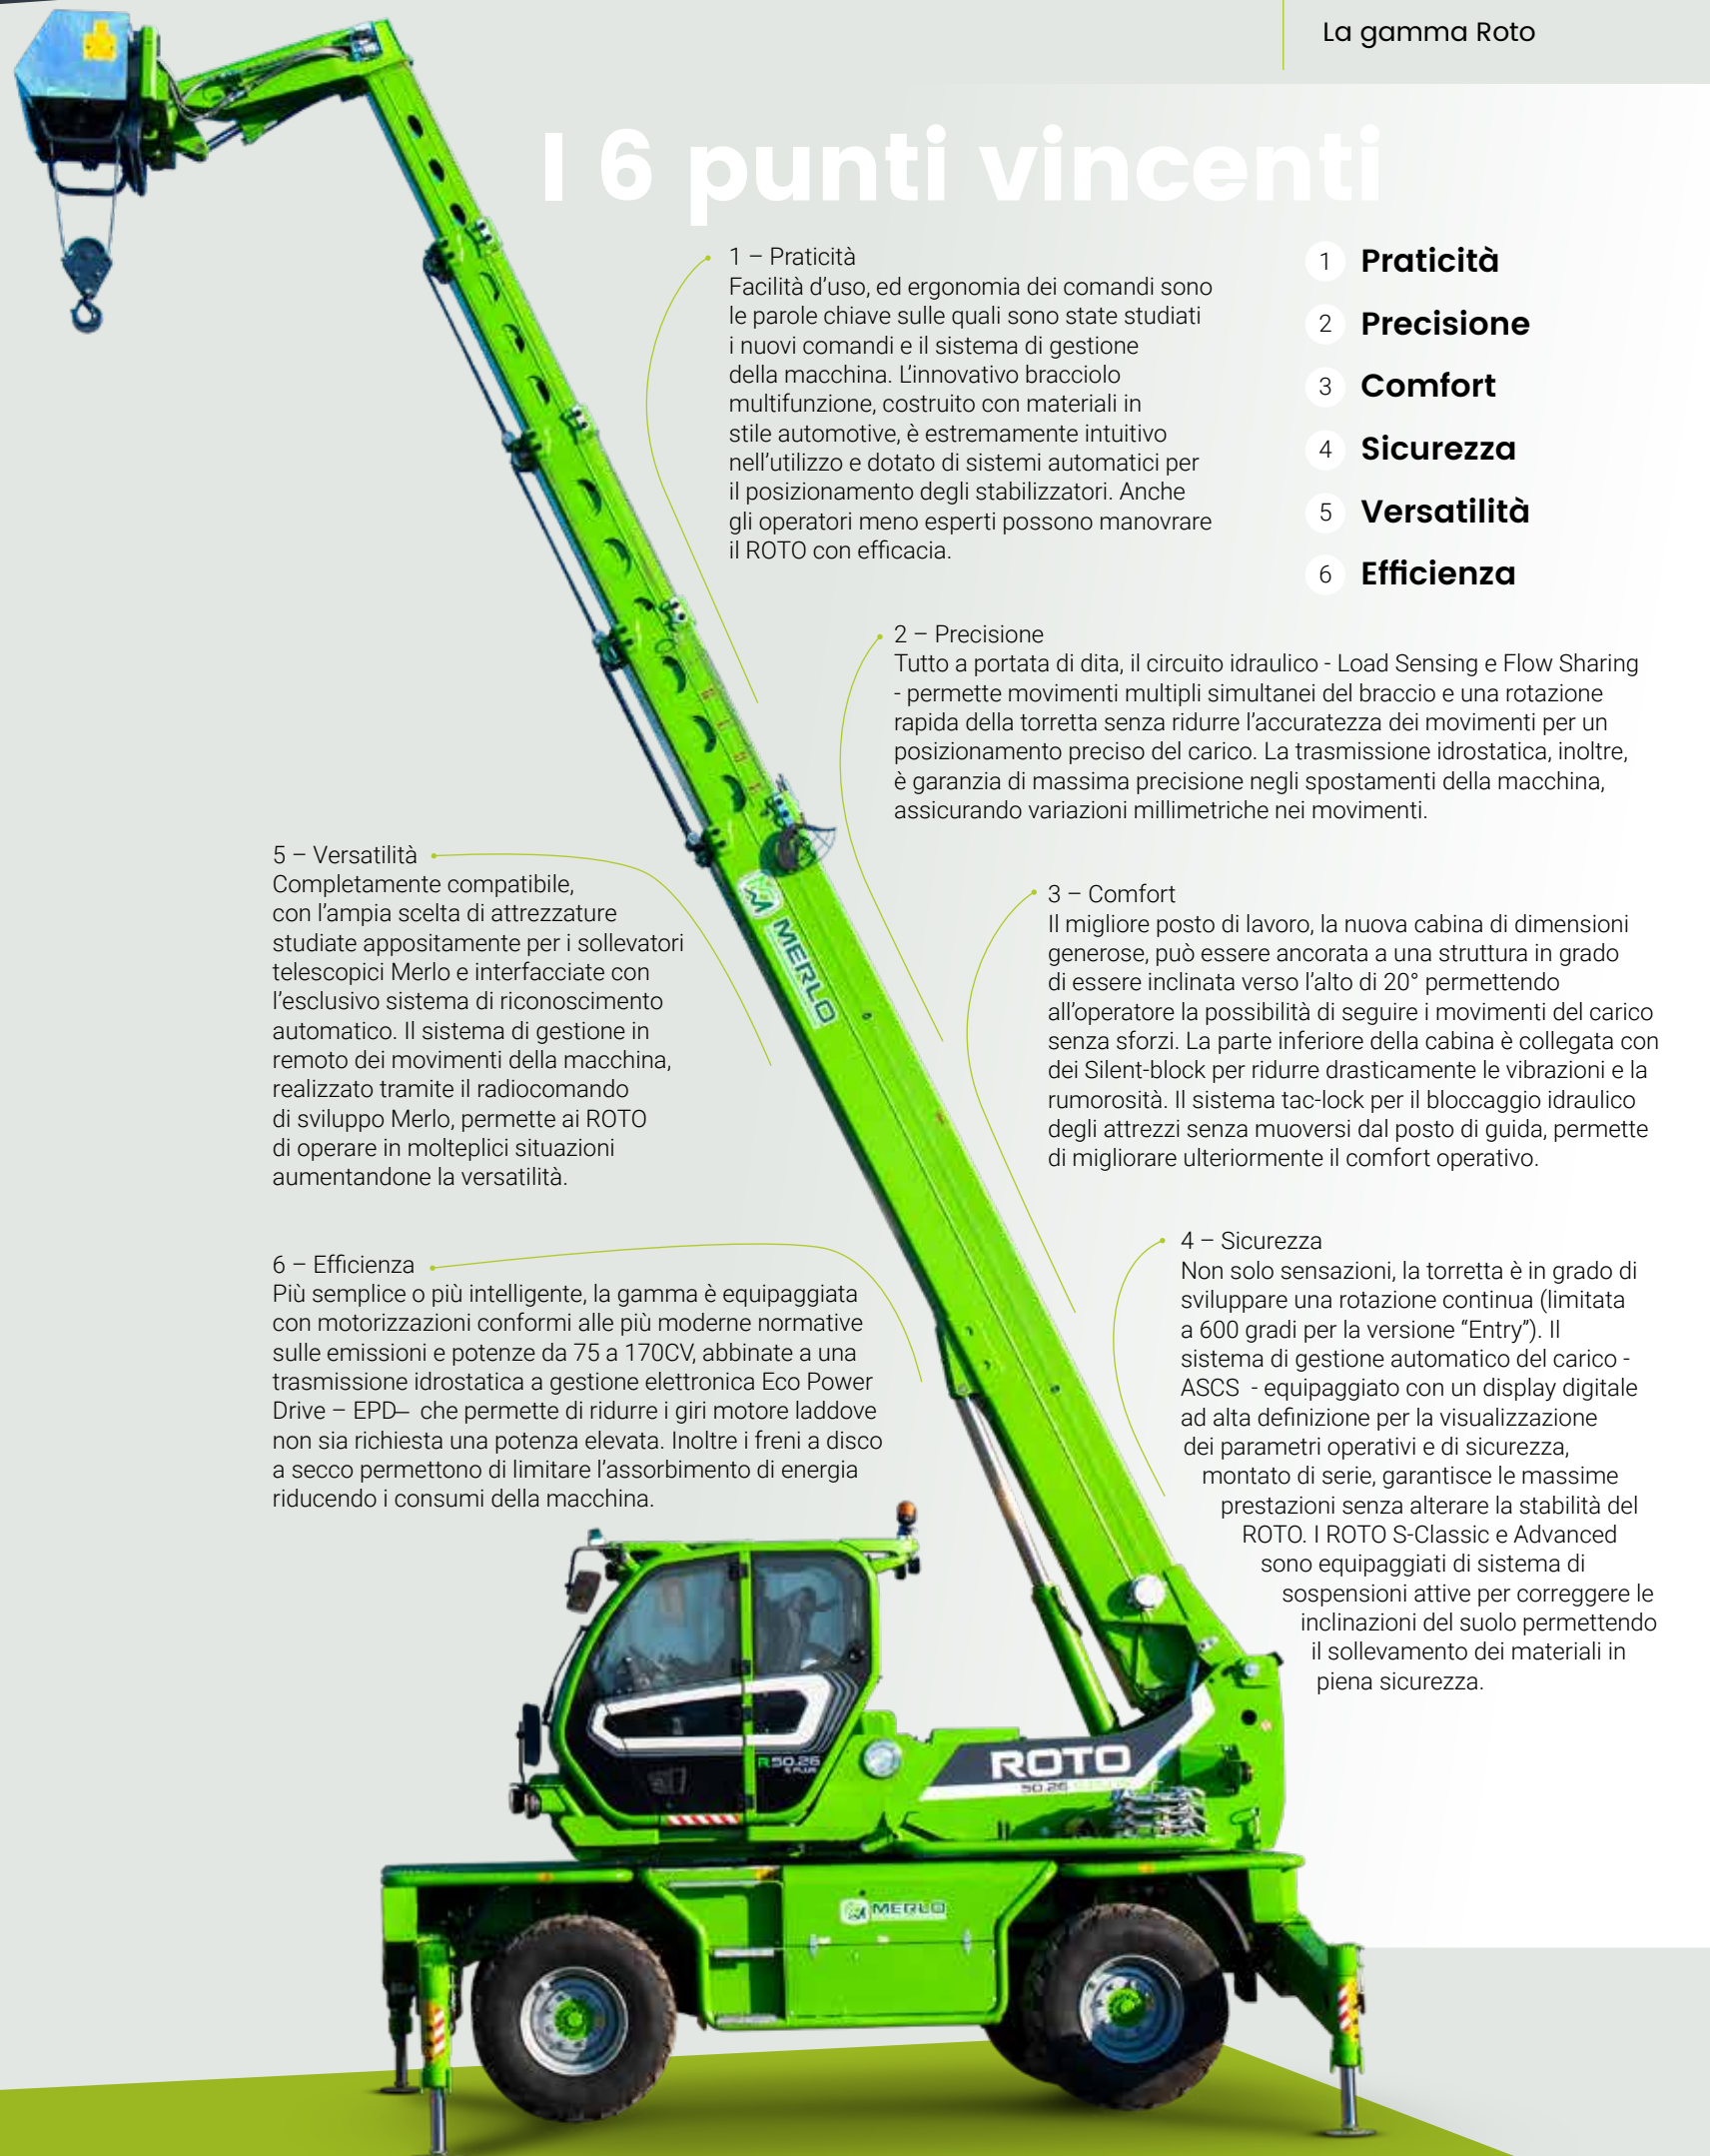 La gamma Roto
I 6 punti vincenti
1 – Praticità
Facilità d’uso, ed ergonomia dei comandi sono
le parole chiave sulle quali sono state studiati
i nuovi comandi e il sistema di gestione
della macchina. L’innovativo bracciolo
multifunzione, costruito con materiali in
stile automotive, è estremamente intuitivo
nell’utilizzo e dotato di sistemi automatici per
il posizionamento degli stabilizzatori. Anche
gli operatori meno esperti possono manovrare
il ROTO con efficacia.
1 Praticità
2 Precisione
3 Comfort
4 Sicurezza
5 Versatilità
6 Efficienza
2 – Precisione
Tutto a portata di dita, il circuito idraulico - Load Sensing e Flow Sharing
- permette movimenti multipli simultanei del braccio e una rotazione
rapida della torretta senza ridurre l’accuratezza dei movimenti per un
posizionamento preciso del carico. La trasmissione idrostatica, inoltre,
è garanzia di massima precisione negli spostamenti della macchina,
assicurando variazioni millimetriche nei movimenti.
3 – Comfort
Il migliore posto di lavoro, la nuova cabina di dimensioni
generose, può essere ancorata a una struttura in grado
di essere inclinata verso l’alto di 20° permettendo
all’operatore la possibilità di seguire i movimenti del carico
senza sforzi. La parte inferiore della cabina è collegata con
dei Silent-block per ridurre drasticamente le vibrazioni e la
rumorosità. Il sistema tac-lock per il bloccaggio idraulico
degli attrezzi senza muoversi dal posto di guida, permette
di migliorare ulteriormente il comfort operativo.
4 – Sicurezza
Non solo sensazioni, la torretta è in grado di
sviluppare una rotazione continua (limitata
a 600 gradi per la versione “Entry”). Il
sistema di gestione automatico del carico -
ASCS - equipaggiato con un display digitale
ad alta definizione per la visualizzazione
dei parametri operativi e di sicurezza,
montato di serie, garantisce le massime
prestazioni senza alterare la stabilità del
ROTO. I ROTO S-Classic e Advanced
sono equipaggiati di sistema di
sospensioni attive per correggere le
inclinazioni del suolo permettendo
il sollevamento dei materiali in
piena sicurezza.
5 – Versatilità
Completamente compatibile,
con l’ampia scelta di attrezzature
studiate appositamente per i sollevatori
telescopici Merlo e interfacciate con
l’esclusivo sistema di riconoscimento
automatico. Il sistema di gestione in
remoto dei movimenti della macchina,
realizzato tramite il radiocomando
di sviluppo Merlo, permette ai ROTO
di operare in molteplici situazioni
aumentandone la versatilità.
6 – Efficienza
Più semplice o più intelligente, la gamma è equipaggiata
con motorizzazioni conformi alle più moderne normative
sulle emissioni e potenze da 75 a 170CV, abbinate a una
trasmissione idrostatica a gestione elettronica Eco Power
Drive – EPD– che permette di ridurre i giri motore laddove
non sia richiesta una potenza elevata. Inoltre i freni a disco
a secco permettono di limitare l’assorbimento di energia
riducendo i consumi della macchina.
MERLO
R50.26
S PLUS
ROTO
50.26 S PLUS
MERLO